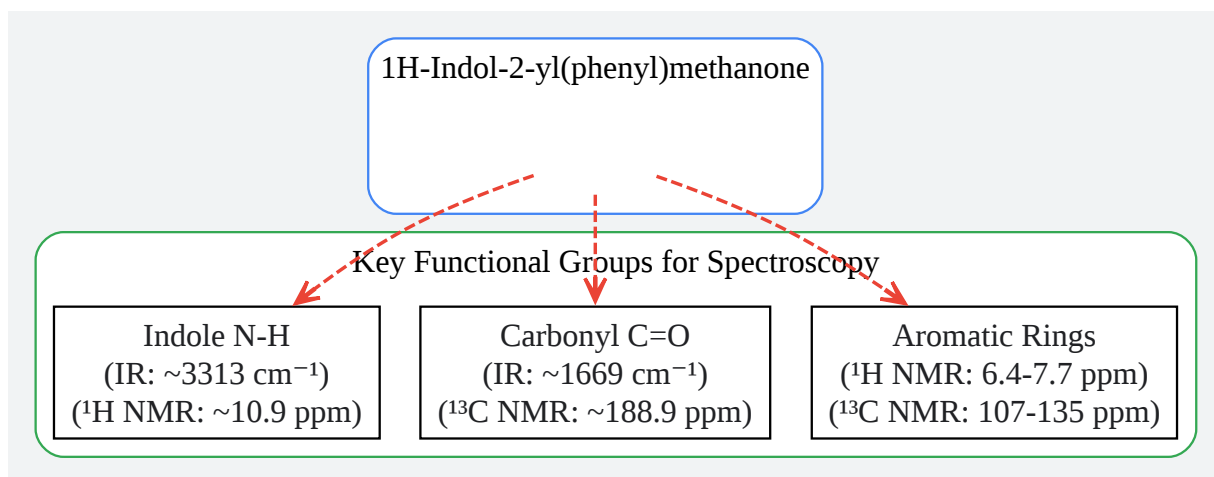 1H-Indol-2-yl(phenyl)methanone
Key Functional Groups for Spectroscopy
Indole N-H
(IR: ~3313 cm⁻¹)
(¹H NMR: ~10.9 ppm)
Carbonyl C=O
(IR: ~1669 cm⁻¹)
(¹³C NMR: ~188.9 ppm)
Aromatic Rings
(¹H NMR: 6.4-7.7 ppm)
(¹³C NMR: 107-135 ppm)